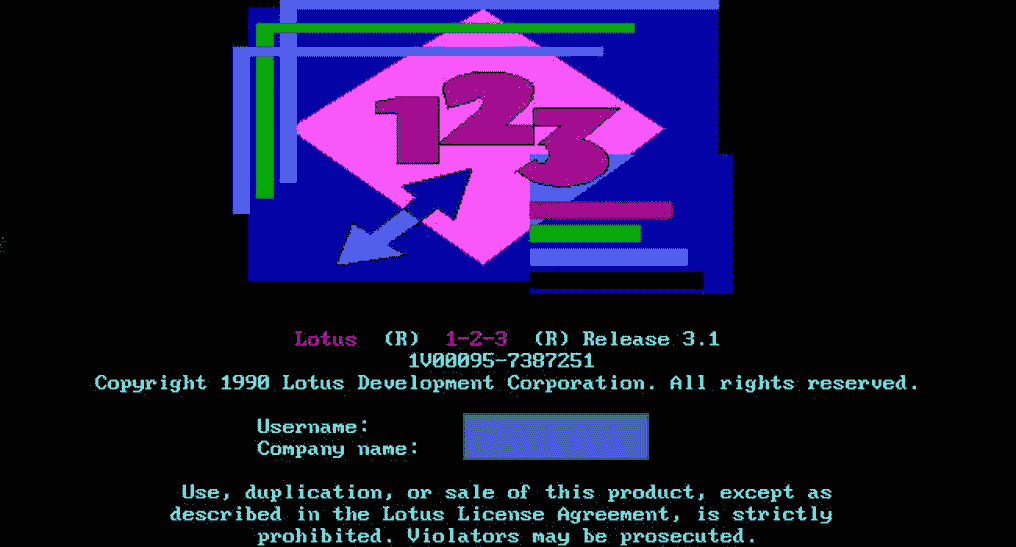 123
Lotus (R) 1-2-3 (R) Release 3.1
1V00095-7387251
Copyright 1990 Lotus Development Corporation. All rights reserved.
Username:
Company name:
Use, duplication, or sale of this product, except as
described in the Lotus License Agreement, is strictly
prohibited. Violators may be prosecuted.